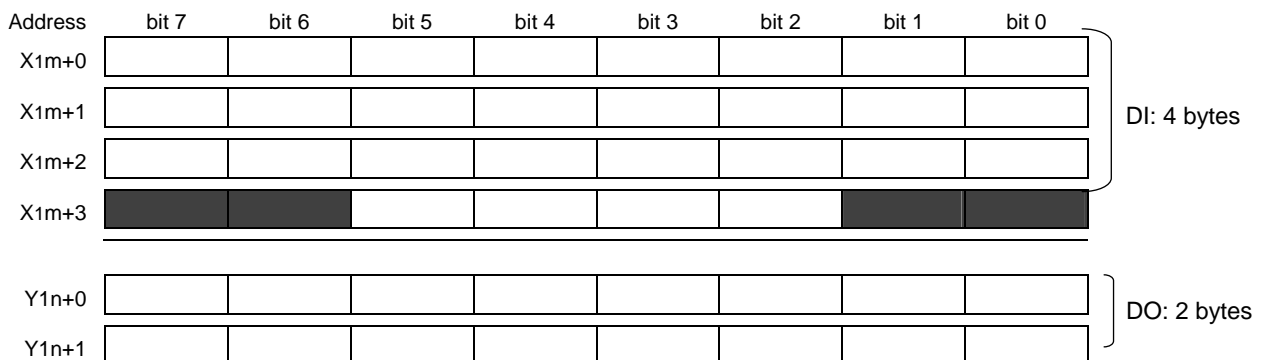 Address bit 7 bit 6 bit 5 bit 4 bit 3 bit 2 bit 1 bit 0
X1m+0
X1m+1
DI: 4 bytes
X1m+2
X1m+3
Y1n+0
DO: 2 bytes
Y1n+1